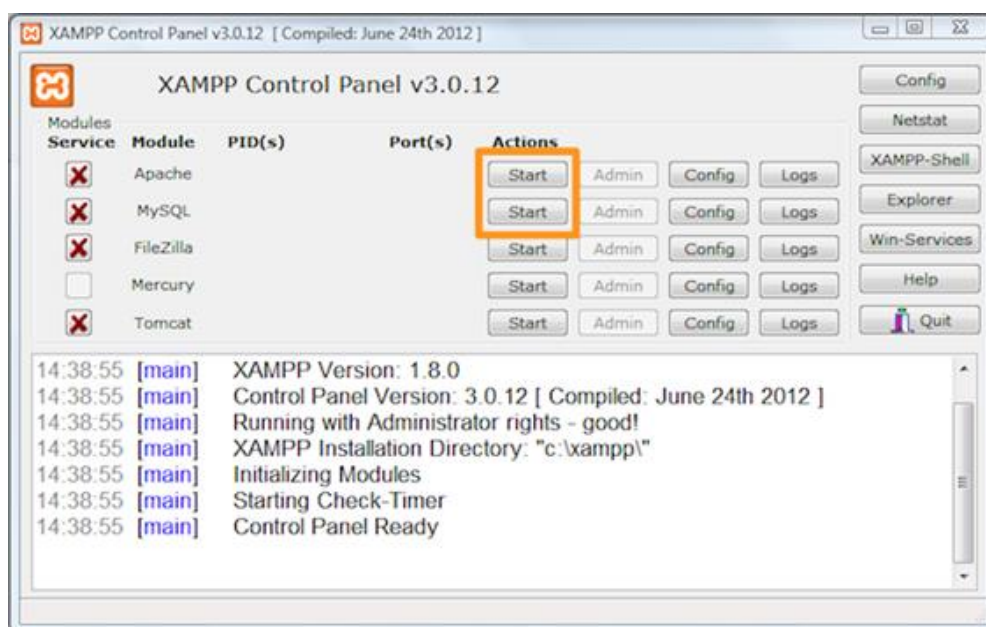 XAMPP Control Panel v3.0.12 [ Compiled: June 24th 2012 ]
XAMPP Control Panel v3.0.12
Config
Modules
Netstat
Service Module PID(s) Port(s) Actions
XAMPP-Shell
Apache Start Admin Config Logs
Explorer
MySQL Start Admin Config Logs
Win-Services
FileZilla Start Admin Config Logs
Help
Mercury Start Admin Config Logs
Quit
Tomcat Start Admin Config Logs
14:38:55 [main] XAMPP Version: 1.8.0
14:38:55 [main] Control Panel Version: 3.0.12 [ Compiled: June 24th 2012 ]
14:38:55 [main] Running with Administrator rights - good!
14:38:55 [main] XAMPP Installation Directory: "c:\xampp\"
14:38:55 [main] Initializing Modules
14:38:55 [main] Starting Check-Timer
14:38:55 [main] Control Panel Ready